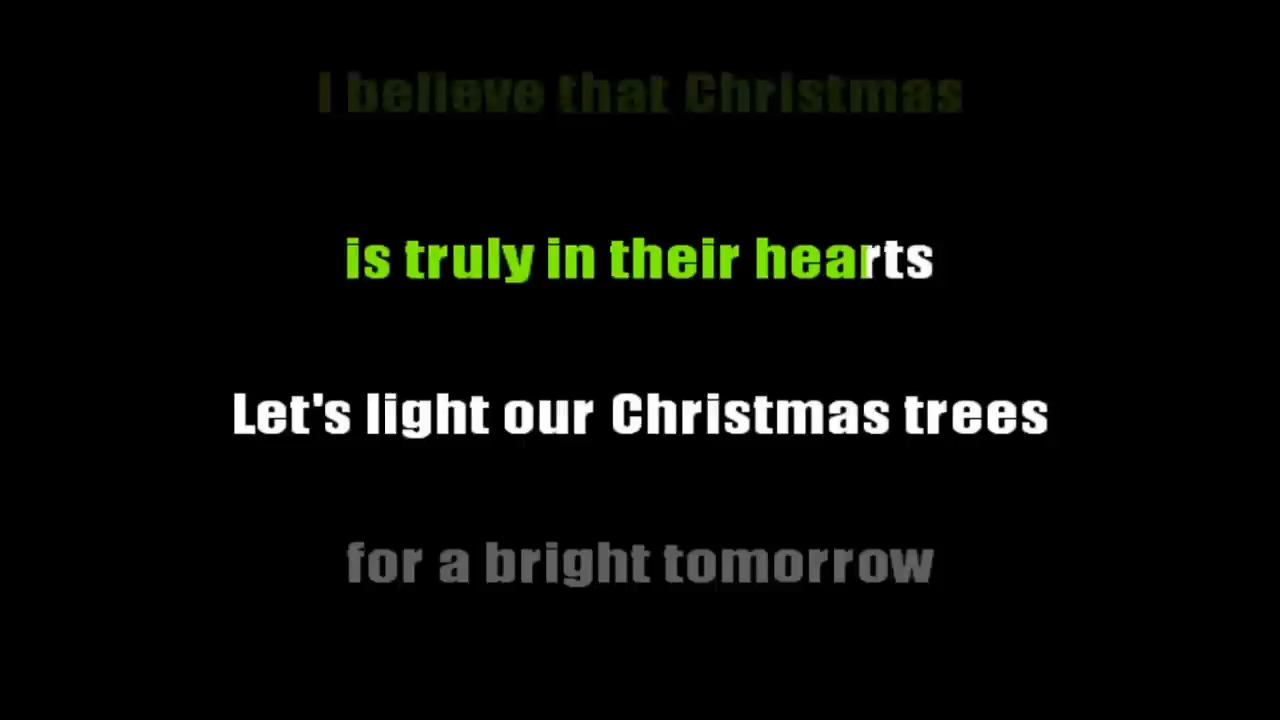 I believe that Christmas
is truly in their hearts
Let's light our Christmas trees
for a bright tomorrow